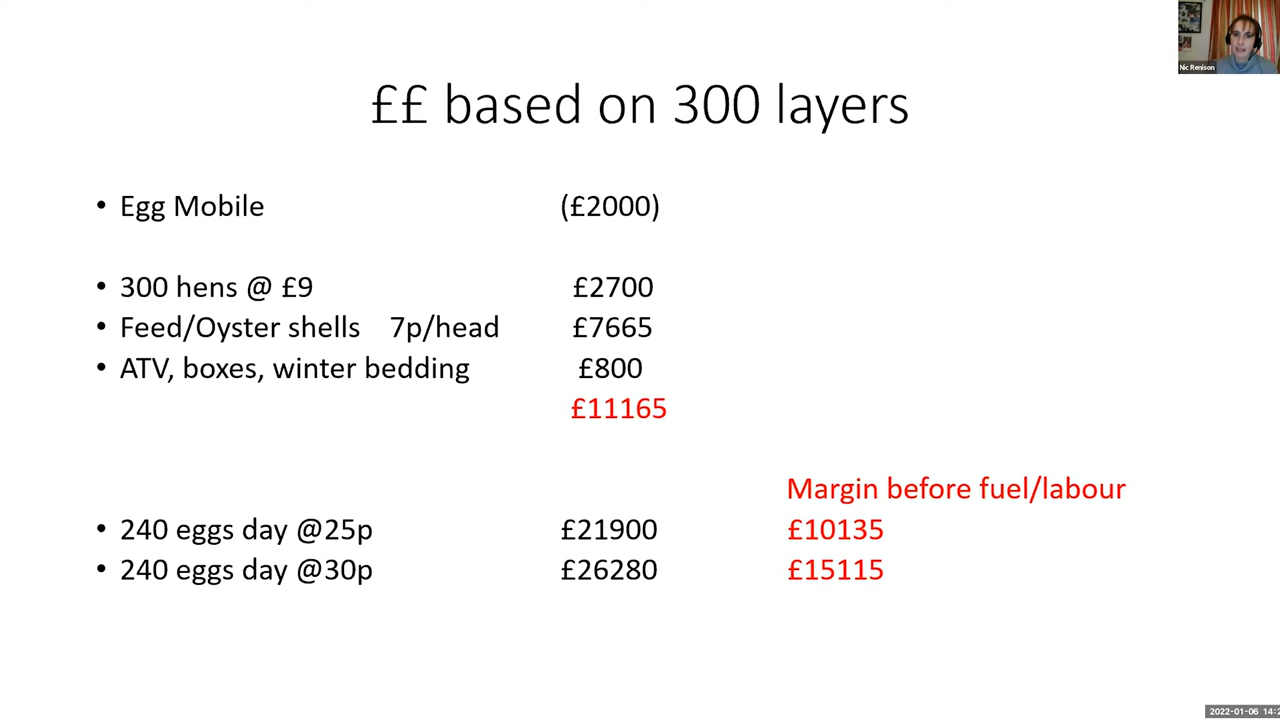 Nic Renison
££ based on 300 layers
• Egg Mobile (£2000)
• 300 hens @ £9 £2700
• Feed/Oyster shells 7p/head £7665
• ATV, boxes, winter bedding £800
£11165
Margin before fuel/labour
• 240 eggs day @25p £21900 £10135
• 240 eggs day @30p £26280 £15115
2022-01-06 14:2